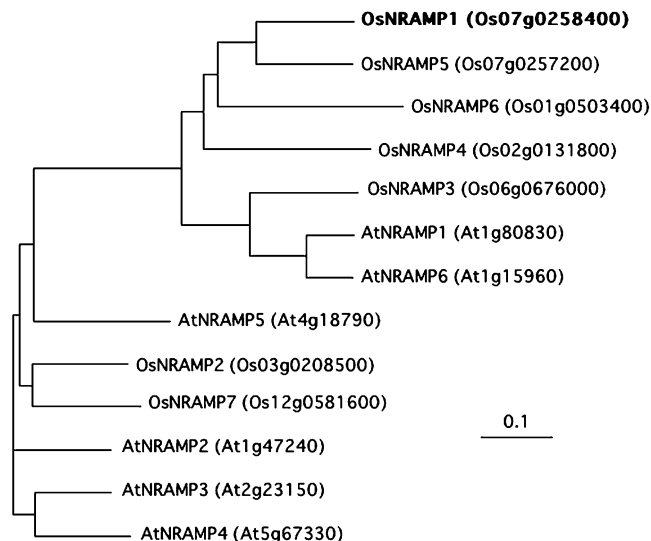 OsNRAMP1 (Os07g0258400)
OsNRAMP5 (Os07g0257200)
OsNRAMP6 (Os01g0503400)
OsNRAMP4 (Os02g0131800)
OsNRAMP3 (Os06g0676000)
AtNRAMP1 (At1g80830)
AtNRAMP6 (At1g15960)
AtNRAMP5 (At4g18790)
OsNRAMP2 (Os03g0208500)
OsNRAMP7 (Os12g0581600)
0.1
AtNRAMP2 (At1g47240)
AtNRAMP3 (At2g23150)
AtNRAMP4 (At5g67330)